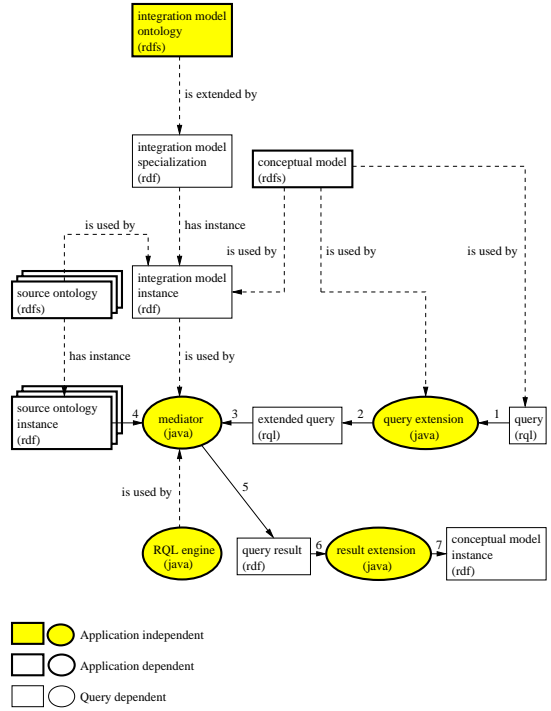 integration model
ontology
(rdfs)
is extended by
integration model
specialization
(rdf)
conceptual model
(rdfs)
is used by
has instance
is used by
is used by
is used by
source ontology
(rdfs)
integration model
instance
(rdf)
has instance
is used by
source ontology
instance
(rdf)
4
mediator
(java)
3
extended query
(rql)
2
query extension
(java)
1
query
(rql)
is used by
5
RQL engine
(java)
query result
(rdf)
6
result extension
(java)
7
conceptual model
instance
(rdf)
Application independent
Application dependent
Query dependent